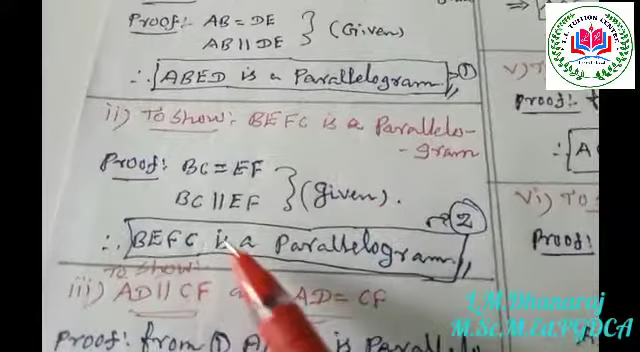 Proof:- AB = DE
AB || DE } (Given)
∴ ABED is a Parallelogram → ①
ii) To show: BEFC is a Parallelo-
-gram
Proof:- BC = EF
BC || EF } (Given).
∴ BEFC is a Parallelogram → 2
To show:
iii) AD || CF AD = CF
Proof: from ① is
v) To
Proof:-
∴
vi) To
Proof:
TUITION CENTRE
L.M.Dhanaraj
M.Sc.M.Ed.PGDCA